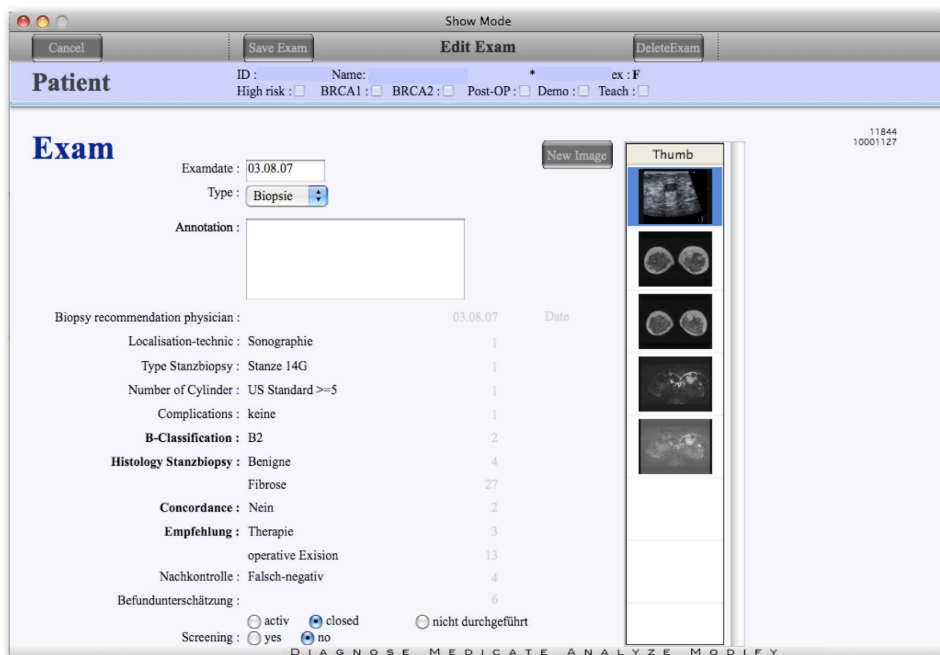 Show Mode
Cancel Save Exam Edit Exam DeleteExam
Patient
ID : Name: * ex : F
High risk : BRCA1 : BRCA2 : Post-OP : Demo : Teach :
11844
10001127
Exam
New Image
Thumb
Examdate : 03.08.07
Type : Biopsie
Annotation :
Biopsy recommendation physician : 03.08.07 Date
Localisation-technic : Sonographie 1
Type Stanzbiopsy : Stanze 14G 1
Number of Cylinder : US Standard >=5 1
Complications : keine 1
B-Classification : B2 2
Histology Stanzbiopsy : Benigne 4
Fibrose 27
Concordance : Nein 2
Empfehlung : Therapie 3
operative Exision 13
Nachkontrolle : Falsch-negativ 4
Befundunterschätzung : 6
activ closed nicht durchgeführt
Screening : yes no
DIAGNOSE MEDICATE ANALYZE MODIFY